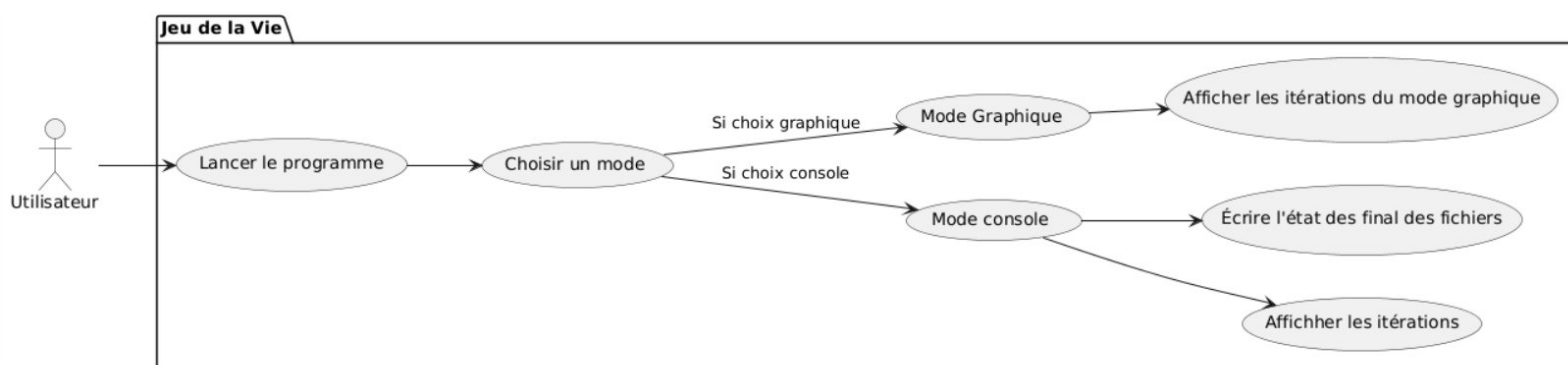 Jeu de la Vie
Utilisateur
Lancer le programme
Choisir un mode
Si choix graphique
Si choix console
Mode Graphique
Mode console
Afficher les itérations du mode graphique
Écrire l'état des final des fichiers
Affichher les itérations